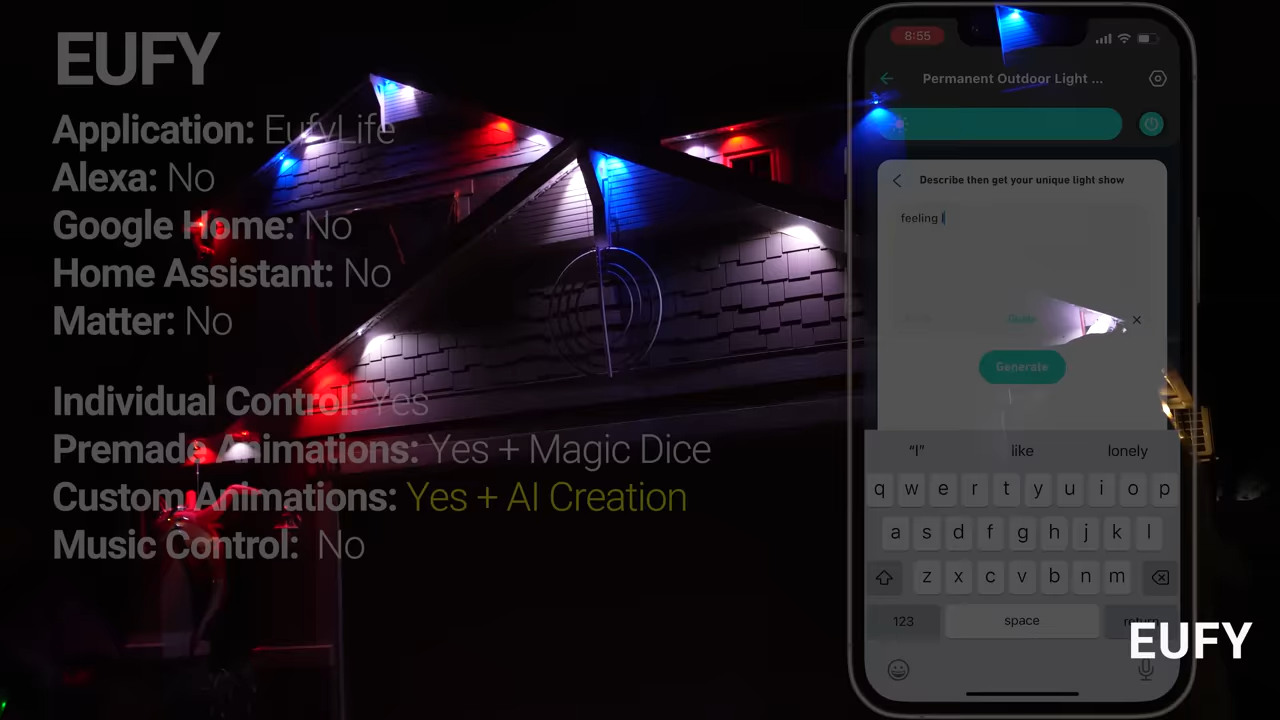 EUFY
Application: EufyLife
Alexa: No
Google Home: No
Home Assistant: No
Matter: No
Individual Control: Yes
Premade Animations: Yes + Magic Dice
Custom Animations: Yes + AI Creation
Music Control: No
8:55
Permanent Outdoor Light ...
Describe then get your unique light show
feeling l
Generate
“I” like lonely
q w e r t y u i o p
a s d f g h j k l
z x c v b n m
123 space return
EUFY